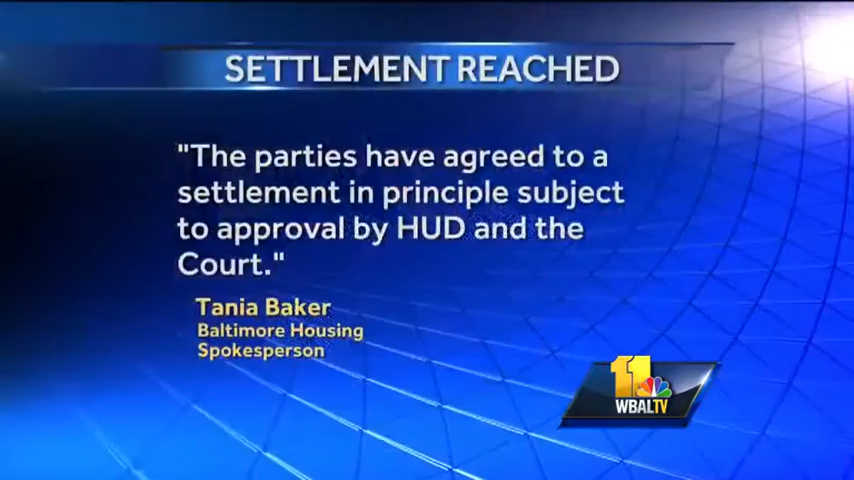 SETTLEMENT REACHED
"The parties have agreed to a
settlement in principle subject
to approval by HUD and the
Court."
Tania Baker
Baltimore Housing
Spokesperson
11
WBALTV